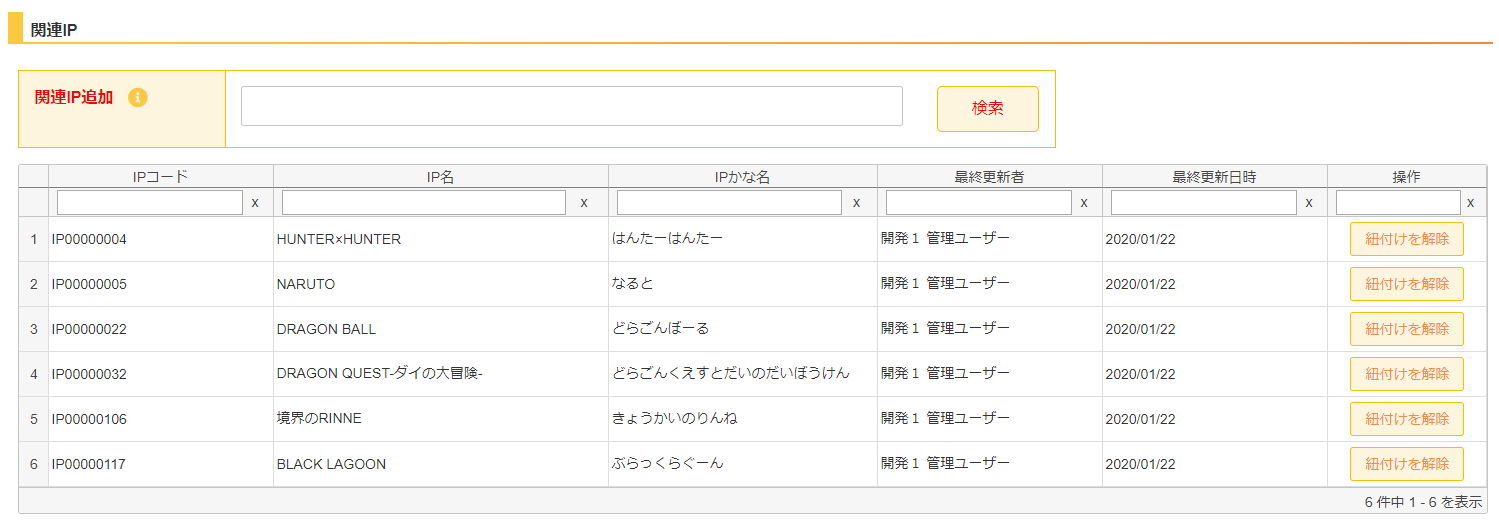 関連IP
関連IP追加 i 検索
IPコード IP名 IPかな名 最終更新者 最終更新日時 操作
x x x x x x
1 IP00000004 HUNTER×HUNTER はんたーはんたー 開発１ 管理ユーザー 2020/01/22 紐付けを解除
2 IP00000005 NARUTO なると 開発１ 管理ユーザー 2020/01/22 紐付けを解除
3 IP00000022 DRAGON BALL どらごんぼーる 開発１ 管理ユーザー 2020/01/22 紐付けを解除
4 IP00000032 DRAGON QUEST-ダイの大冒険- どらごんくえすとだいのだいぼうけん 開発１ 管理ユーザー 2020/01/22 紐付けを解除
5 IP00000106 境界のRINNE きょうかいのりんね 開発１ 管理ユーザー 2020/01/22 紐付けを解除
6 IP00000117 BLACK LAGOON ぶらっくらぐーん 開発１ 管理ユーザー 2020/01/22 紐付けを解除
6 件中 1 - 6 を表示